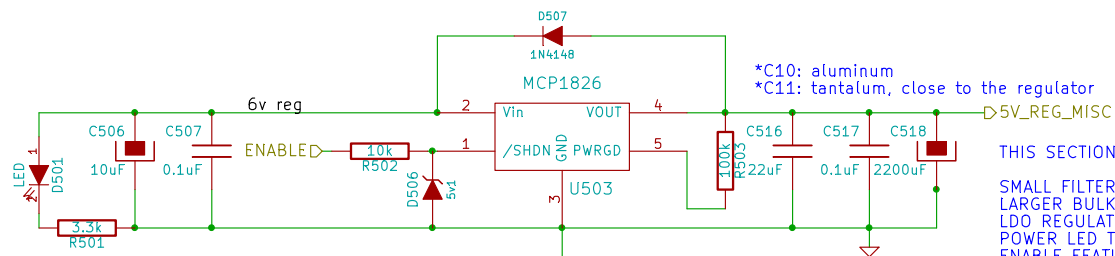 D507
1N4148
MCP1826
*C10: aluminum
*C11: tantalum, close to the regulator
6v reg
2
Vin
VOUT
4
5V_REG_MISC
C506
10uF
C507
0.1uF
ENABLE
10k
R502
1
/SHDN
GND
PWRGD
5
100k
R503
C516
22uF
C517
0.1uF
C518
2200uF
THIS SECTION
1
LED
D501
2
D506
5v1
3
U503
SMALL FILTER
LARGER BULK
LDO REGULAT
POWER LED T
3.3k
R501